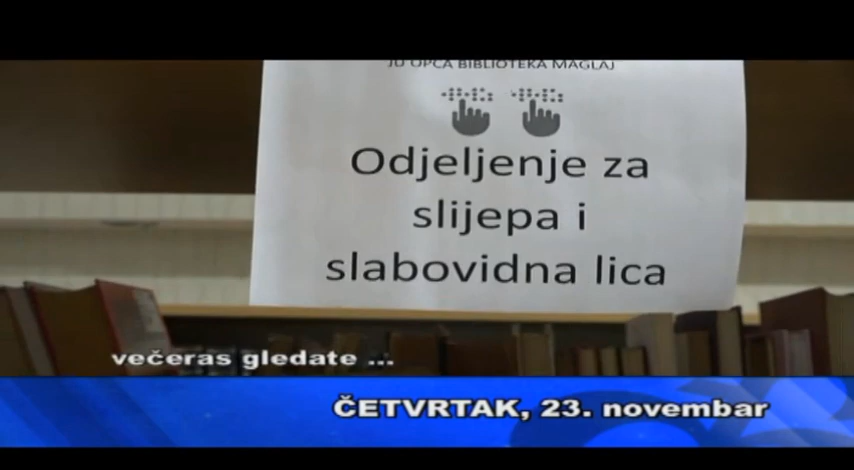 JU OPĆA BIBLIOTEKA MAGLAJ
Odjeljenje za
slijepa i
slabovidna lica
večeras gledate ...
ČETVRTAK, 23. novembar